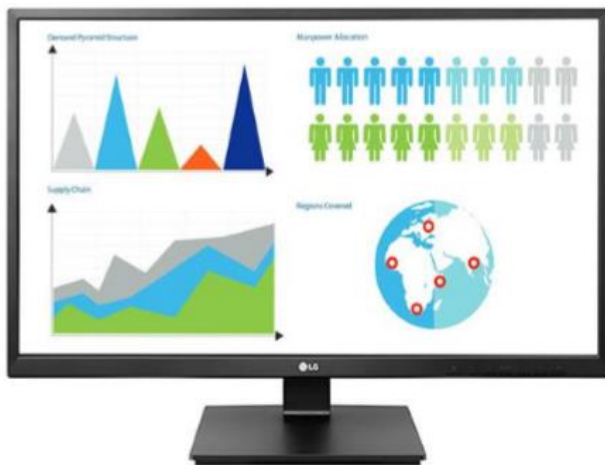 Demand Pyramid Structure
Manpower Allocation
Supply Chain
Regions Covered
LG